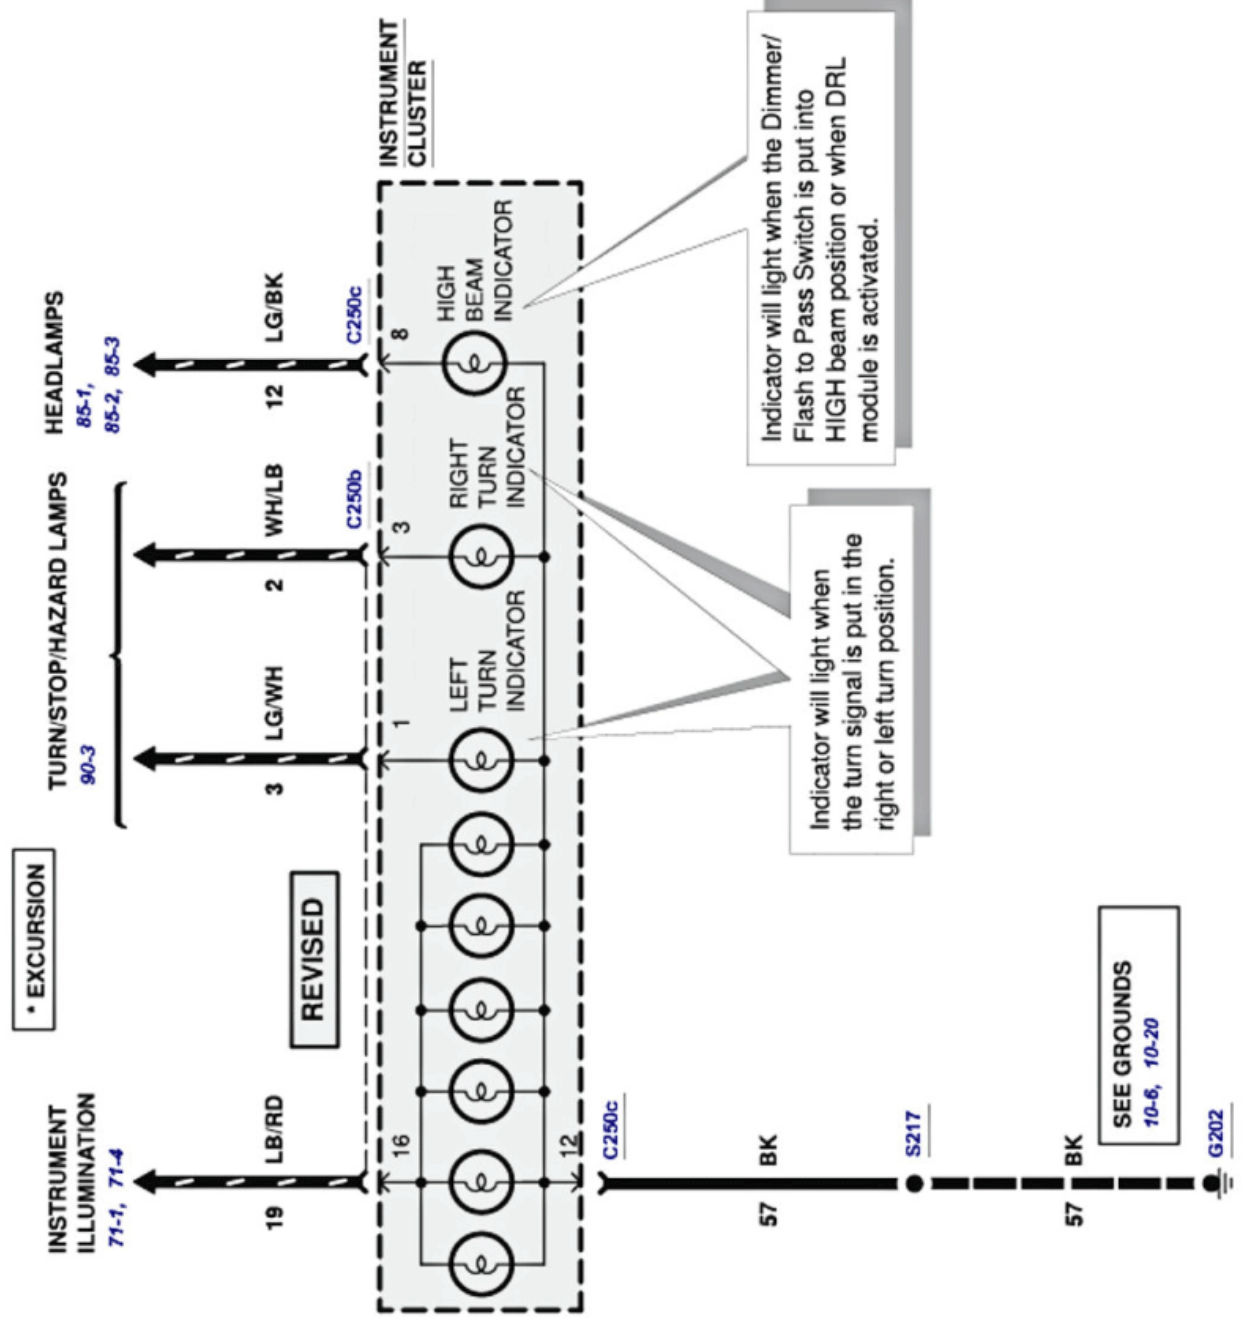 * EXCURSION
INSTRUMENT
ILLUMINATION
71-1, 71-4
TURN/STOP/HAZARD LAMPS
90-3
HEADLAMPS
85-1,
85-2, 85-3
19
LB/RD
REVISED
3
LG/WH
2
WH/LB
12
LG/BK
C250b
C250c
16
1
3
8
INSTRUMENT
CLUSTER
LEFT
TURN
INDICATOR
RIGHT
TURN
INDICATOR
HIGH
BEAM
INDICATOR
12
C250c
57
BK
S217
57
BK
G202
SEE GROUNDS
10-6, 10-20
Indicator will light when
the turn signal is put in the
right or left turn position.
Indicator will light when the Dimmer/
Flash to Pass Switch is put into
HIGH beam position or when DRL
module is activated.